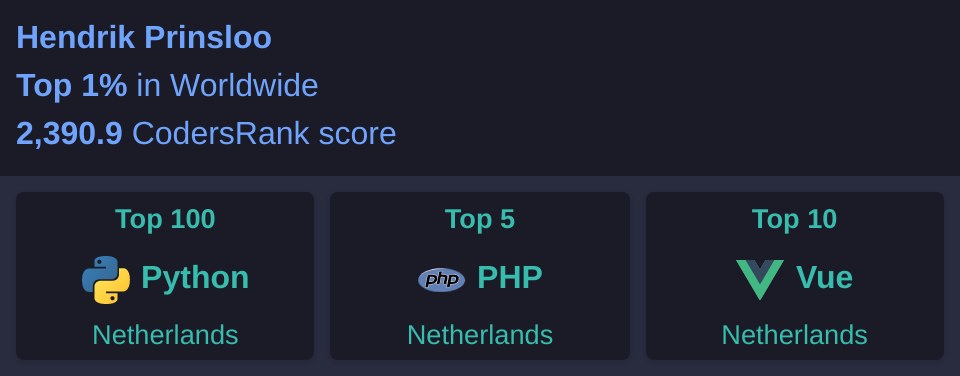 Hendrik Prinsloo
Top 1% in Worldwide
2,390.9 CodersRank score
Top 100
Python
Netherlands
Top 5
php PHP
Netherlands
Top 10
Vue
Netherlands